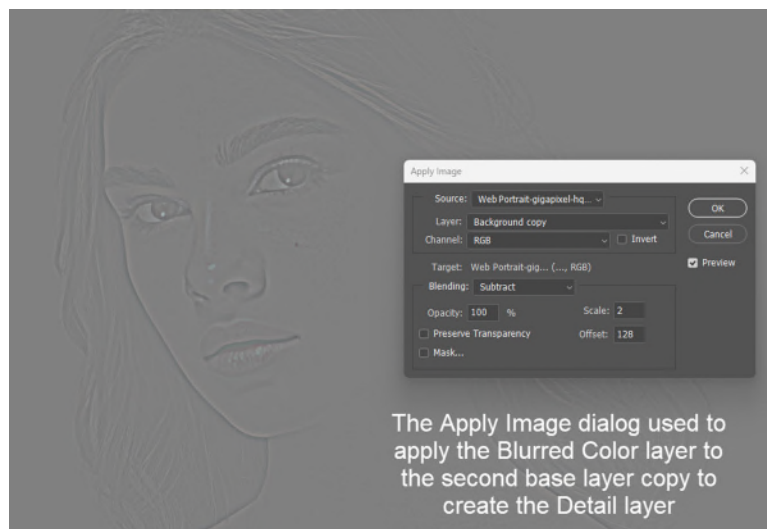 Apply Image
Source: Web Portrait-gigapixel-hq...
OK
Layer: Background copy
Channel: RGB
Invert
Cancel
Target: Web Portrait-gig... (..., RGB)
Preview
Blending: Subtract
Opacity: 100 %
Scale: 2
Preserve Transparency
Offset: 128
Mask...
The Apply Image dialog used to
apply the Blurred Color layer to
the second base layer copy to
create the Detail layer